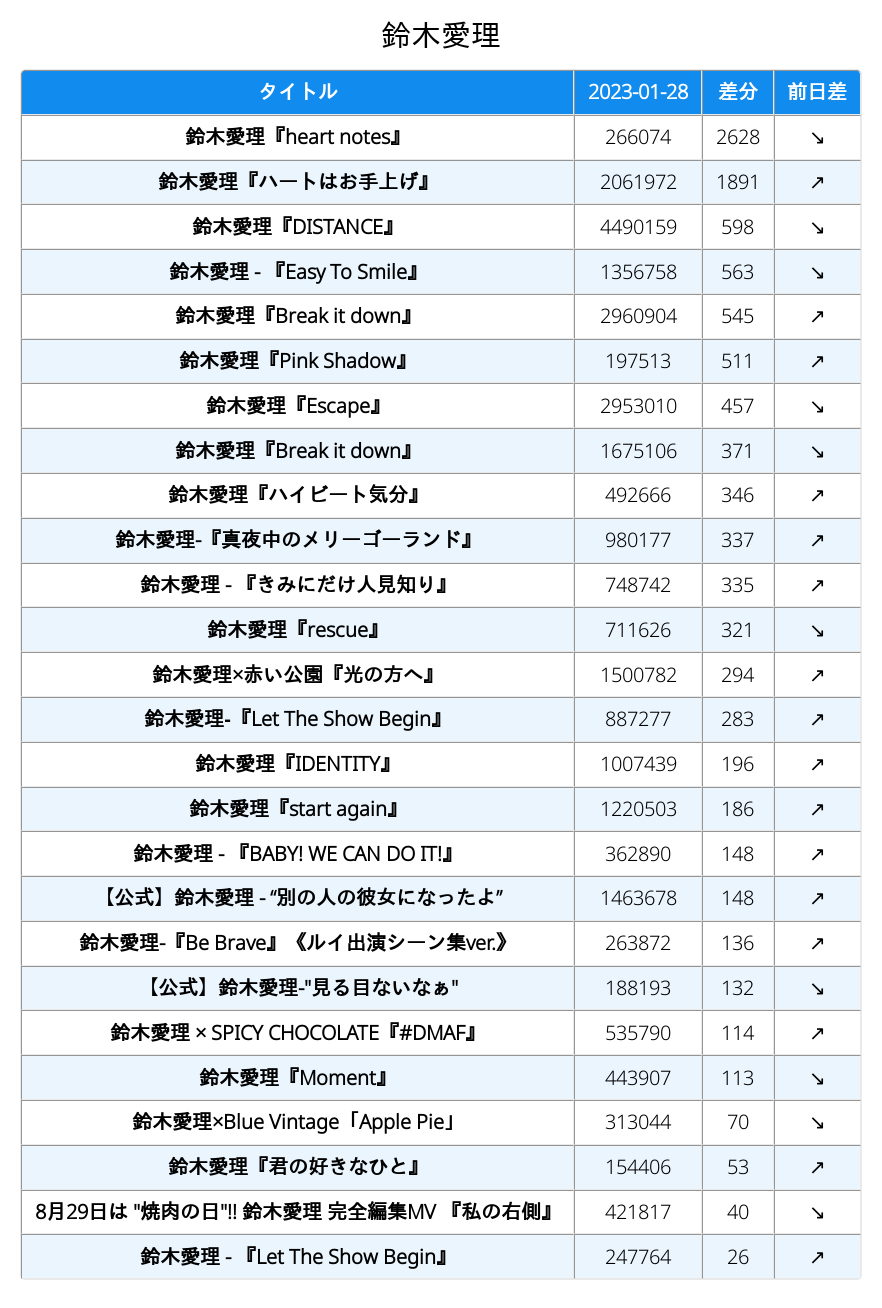 鈴木愛理
タイトル 2023-01-28 差分 前日差
鈴木愛理『heart notes』 266074 2628 ↘
鈴木愛理『ハートはお手上げ』 2061972 1891 ↗
鈴木愛理『DISTANCE』 4490159 598 ↘
鈴木愛理 - 『Easy To Smile』 1356758 563 ↘
鈴木愛理『Break it down』 2960904 545 ↗
鈴木愛理『Pink Shadow』 197513 511 ↗
鈴木愛理『Escape』 2953010 457 ↘
鈴木愛理『Break it down』 1675106 371 ↘
鈴木愛理『ハイビート気分』 492666 346 ↗
鈴木愛理-『真夜中のメリーゴーランド』 980177 337 ↗
鈴木愛理 - 『きみにだけ人見知り』 748742 335 ↗
鈴木愛理『rescue』 711626 321 ↘
鈴木愛理×赤い公園『光の方へ』 1500782 294 ↗
鈴木愛理-『Let The Show Begin』 887277 283 ↗
鈴木愛理『IDENTITY』 1007439 196 ↗
鈴木愛理『start again』 1220503 186 ↗
鈴木愛理 - 『BABY! WE CAN DO IT!』 362890 148 ↗
【公式】鈴木愛理 - “別の人の彼女になったよ” 1463678 148 ↗
鈴木愛理-『Be Brave』《ルイ出演シーン集ver.》 263872 136 ↗
【公式】鈴木愛理-"見る目ないなぁ" 188193 132 ↘
鈴木愛理 × SPICY CHOCOLATE『#DMAF』 535790 114 ↗
鈴木愛理『Moment』 443907 113 ↘
鈴木愛理×Blue Vintage「Apple Pie」 313044 70 ↘
鈴木愛理『君の好きなひと』 154406 53 ↗
8月29日は "焼肉の日"!! 鈴木愛理 完全編集MV 『私の右側』 421817 40 ↘
鈴木愛理 - 『Let The Show Begin』 247764 26 ↗